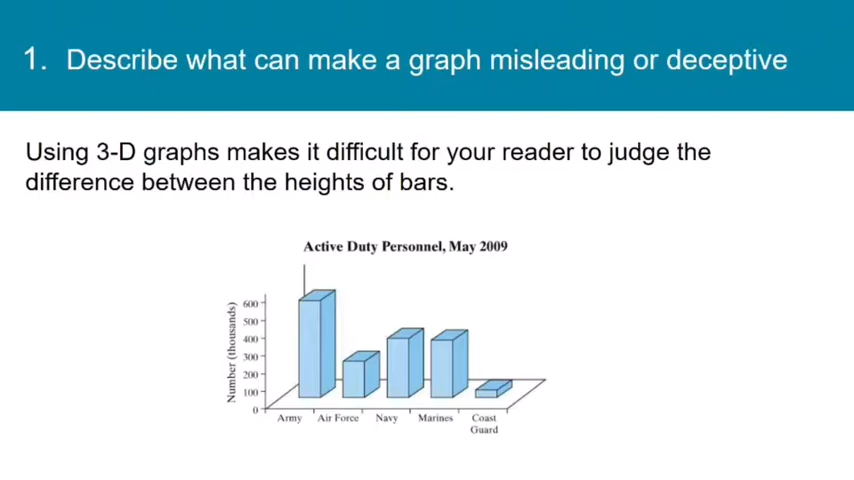 1. Describe what can make a graph misleading or deceptive
Using 3-D graphs makes it difficult for your reader to judge the
difference between the heights of bars.
Active Duty Personnel, May 2009
Number (thousands)
600
500
400
300
200
100
0
Army Air Force Navy Marines Coast
Guard